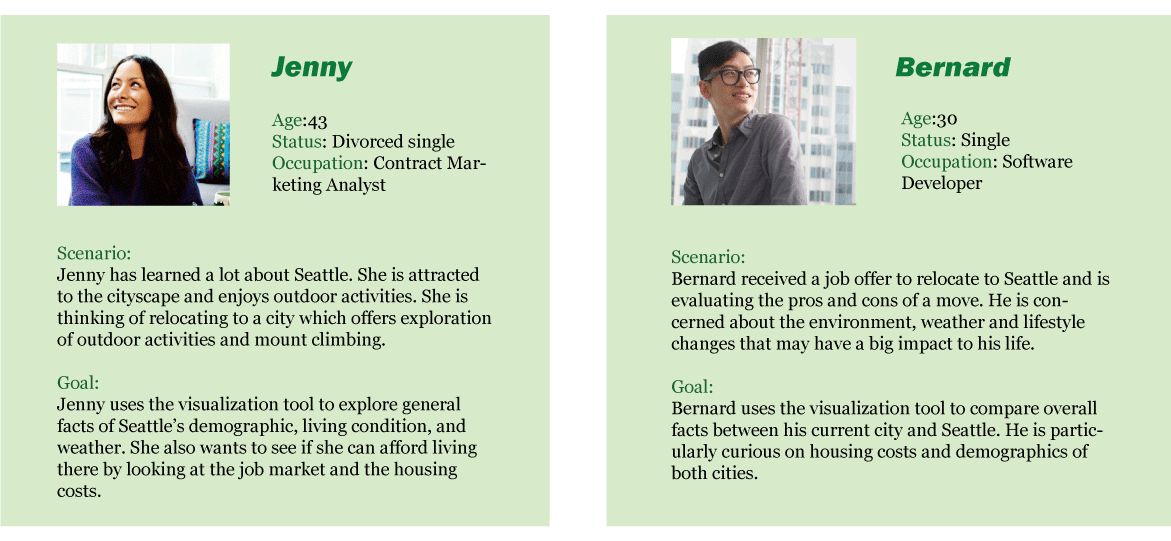 Jenny
Age:43
Status: Divorced single
Occupation: Contract Mar-
keting Analyst
Scenario:
Jenny has learned a lot about Seattle. She is attracted
to the cityscape and enjoys outdoor activities. She is
thinking of relocating to a city which offers exploration
of outdoor activities and mount climbing.
Goal:
Jenny uses the visualization tool to explore general
facts of Seattle’s demographic, living condition, and
weather. She also wants to see if she can afford living
there by looking at the job market and the housing
costs.
Bernard
Age:30
Status: Single
Occupation: Software
Developer
Scenario:
Bernard received a job offer to relocate to Seattle and is
evaluating the pros and cons of a move. He is con-
cerned about the environment, weather and lifestyle
changes that may have a big impact to his life.
Goal:
Bernard uses the visualization tool to compare overall
facts between his current city and Seattle. He is partic-
ularly curious on housing costs and demographics of
both cities.